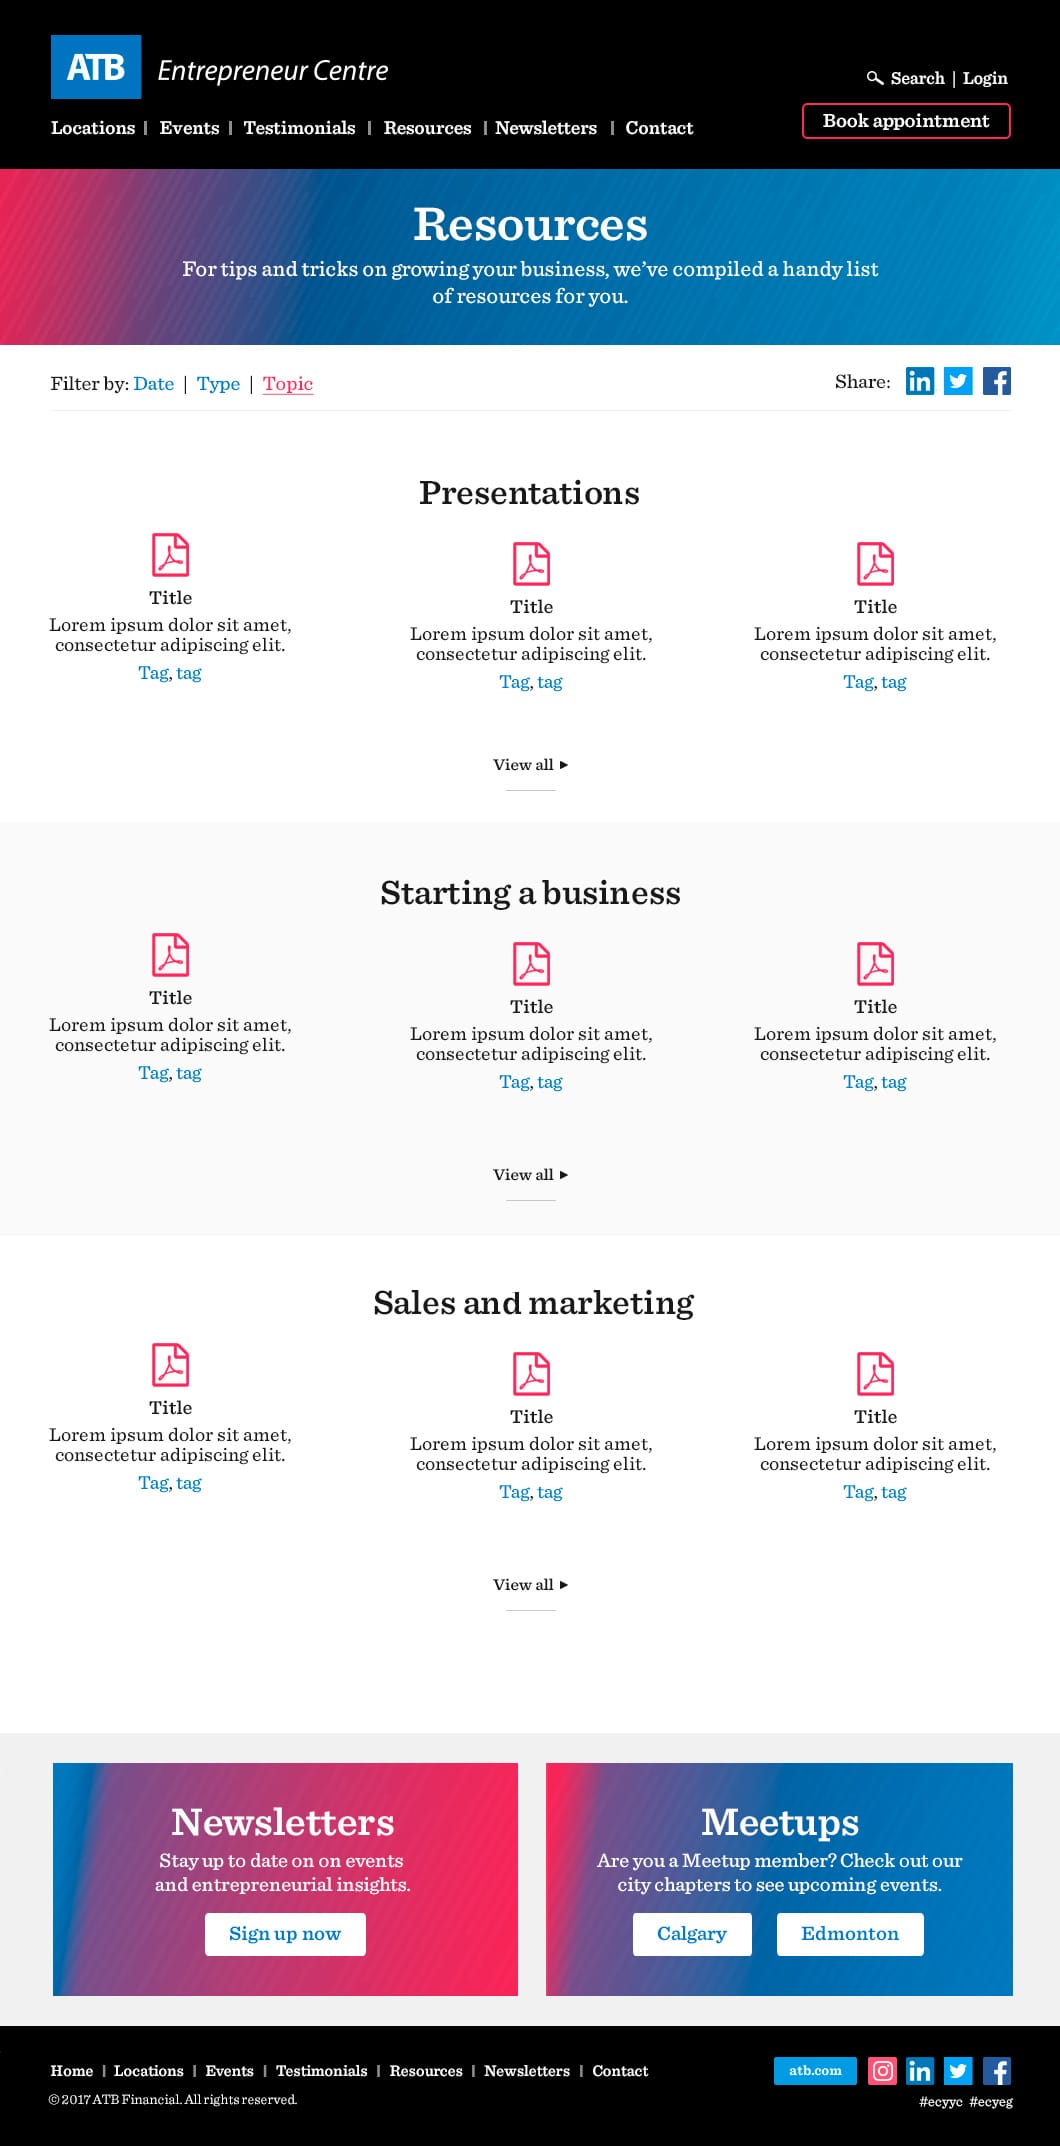 ATB Entrepreneur Centre
Search | Login
Locations | Events | Testimonials | Resources | Newsletters | Contact
Book appointment
Resources
For tips and tricks on growing your business, we've compiled a handy list
of resources for you.
Filter by: Date | Type | Topic
Share:
Presentations
Title
Lorem ipsum dolor sit amet,
consectetur adipiscing elit.
Tag, tag
Title
Lorem ipsum dolor sit amet,
consectetur adipiscing elit.
Tag, tag
Title
Lorem ipsum dolor sit amet,
consectetur adipiscing elit.
Tag, tag
View all
Starting a business
Title
Lorem ipsum dolor sit amet,
consectetur adipiscing elit.
Tag, tag
Title
Lorem ipsum dolor sit amet,
consectetur adipiscing elit.
Tag, tag
Title
Lorem ipsum dolor sit amet,
consectetur adipiscing elit.
Tag, tag
View all
Sales and marketing
Title
Lorem ipsum dolor sit amet,
consectetur adipiscing elit.
Tag, tag
Title
Lorem ipsum dolor sit amet,
consectetur adipiscing elit.
Tag, tag
Title
Lorem ipsum dolor sit amet,
consectetur adipiscing elit.
Tag, tag
View all
Newsletters
Stay up to date on on events
and entrepreneurial insights.
Sign up now
Meetups
Are you a Meetup member? Check out our
city chapters to see upcoming events.
Calgary
Edmonton
Home | Locations | Events | Testimonials | Resources | Newsletters | Contact
atb.com
© 2017 ATB Financial. All rights reserved.
#ecyyc #ecyeg